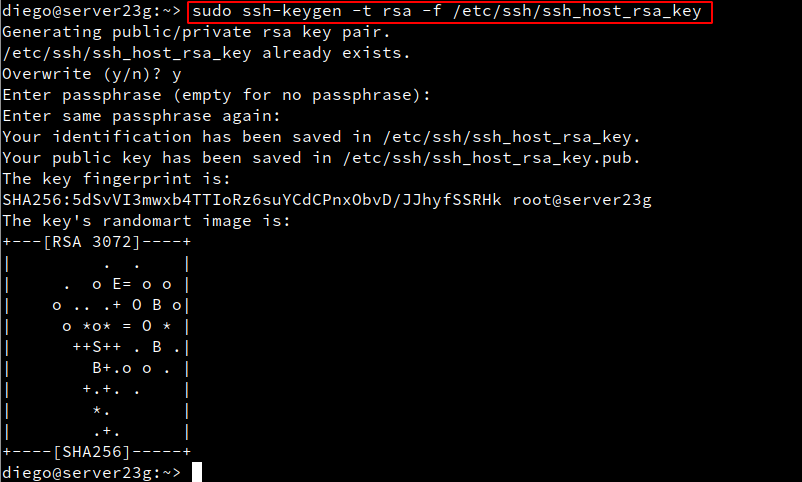 diego@server23g:~> sudo ssh-keygen -t rsa -f /etc/ssh/ssh_host_rsa_key
Generating public/private rsa key pair.
/etc/ssh/ssh_host_rsa_key already exists.
Overwrite (y/n)? y
Enter passphrase (empty for no passphrase):
Enter same passphrase again:
Your identification has been saved in /etc/ssh/ssh_host_rsa_key.
Your public key has been saved in /etc/ssh/ssh_host_rsa_key.pub.
The key fingerprint is:
SHA256:5dSvVI3mwxb4TTIoRz6suYCdCPnxObvD/JJhyfSSRHk root@server23g
The key's randomart image is:
+---[RSA 3072]----+
|         .  .    |
|     .  o E= o o |
|    o .. .+ O B o|
|     o *o* = O * |
|      ++S++ . B .|
|        B+.o o . |
|       +.+. .    |
|        *.       |
|        .+.      |
+----[SHA256]-----+
diego@server23g:~>